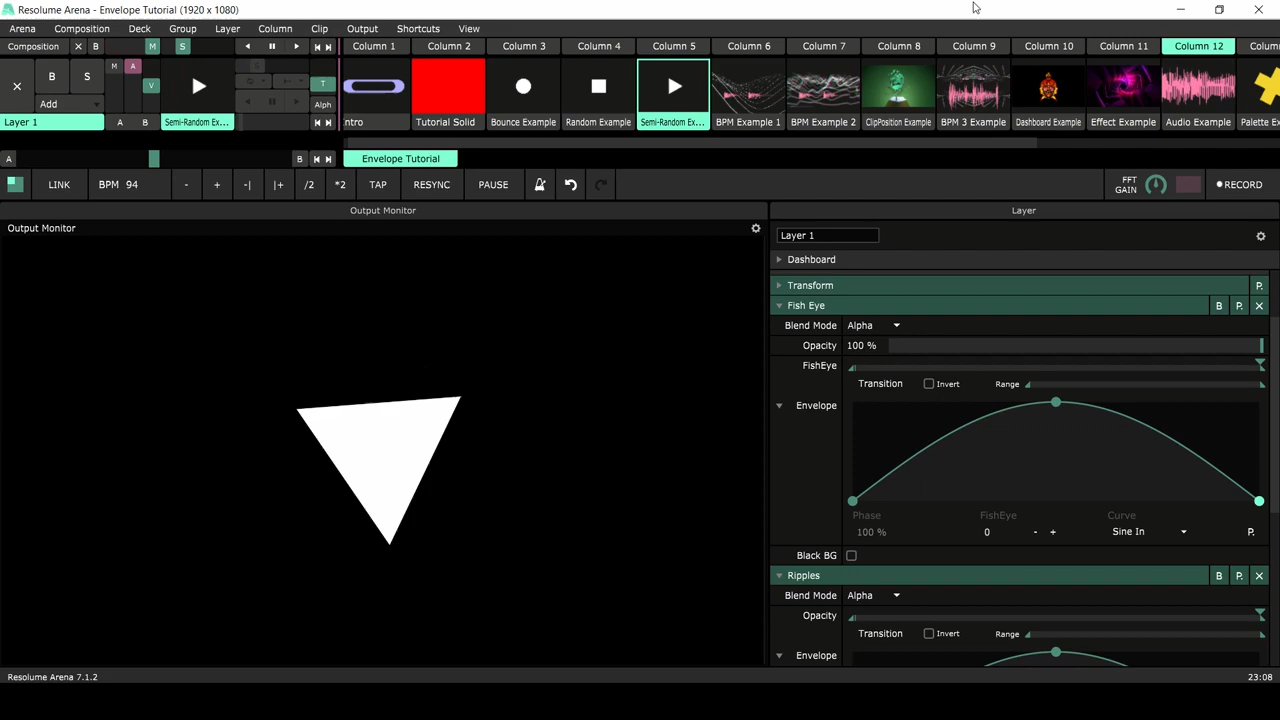 Resolume Arena - Envelope Tutorial (1920 x 1080)
Arena Composition Deck Group Layer Column Clip Output Shortcuts View
Composition X B M S Column 1 Column 2 Column 3 Column 4 Column 5 Column 6 Column 7 Column 8 Column 9 Column 10 Column 11 Column 12 Colum
M A
B S V T
Add Alph
Layer 1 A B Semi-Random Ex... ntro Tutorial Solid Bounce Example Random Example Semi-Random Ex... BPM Example 1 BPM Example 2 ClipPosition Example BPM 3 Example Dashboard Example Effect Example Audio Example Palette Ex
A B Envelope Tutorial
LINK BPM 94 - + -| |+ /2 *2 TAP RESYNC PAUSE FFT GAIN RECORD
Output Monitor
Output Monitor
Layer
Layer 1
Dashboard
Transform P.
Fish Eye B P. X
Blend Mode Alpha
Opacity 100 %
FishEye
Transition Invert Range
Envelope
Phase FishEye Curve
100 % 0 - + Sine In P.
Black BG
Ripples B P. X
Blend Mode Alpha
Opacity
Transition Invert Range
Envelope
Resolume Arena 7.1.2 23:08